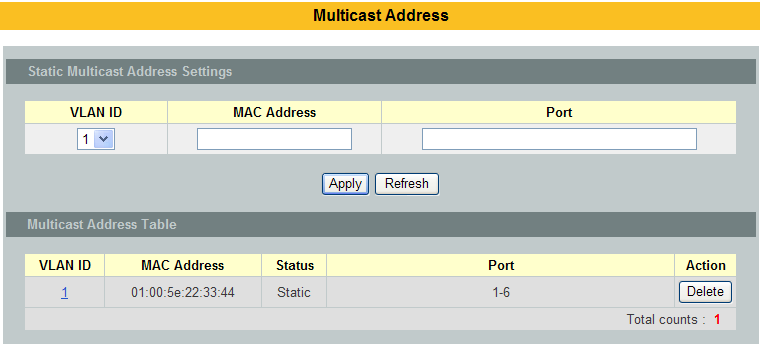 Multicast Address
Static Multicast Address Settings
VLAN ID MAC Address Port
1
Apply Refresh
Multicast Address Table
VLAN ID MAC Address Status Port Action
1 01:00:5e:22:33:44 Static 1-6 Delete
Total counts : 1